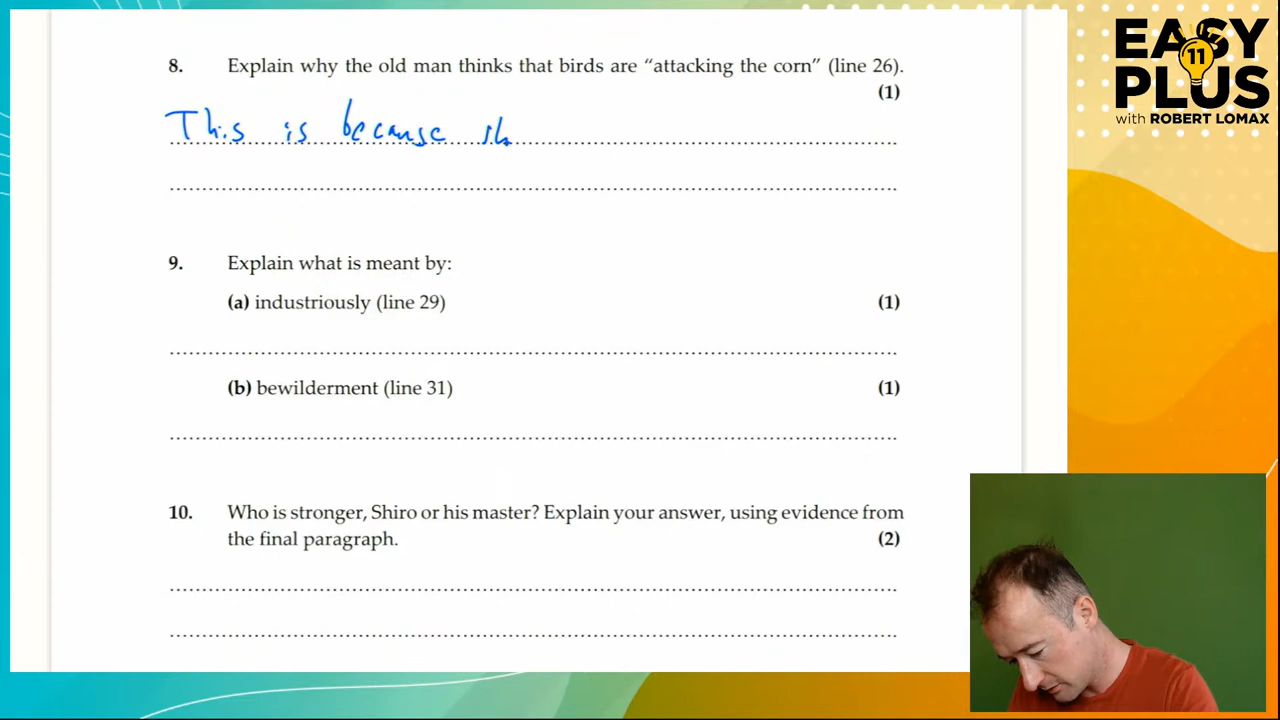 8. Explain why the old man thinks that birds are “attacking the corn” (line 26).
(1)
This is because
9. Explain what is meant by:
(a) industriously (line 29) (1)
(b) bewilderment (line 31) (1)
10. Who is stronger, Shiro or his master? Explain your answer, using evidence from
the final paragraph. (2)
EASY
11
PLUS
with ROBERT LOMAX